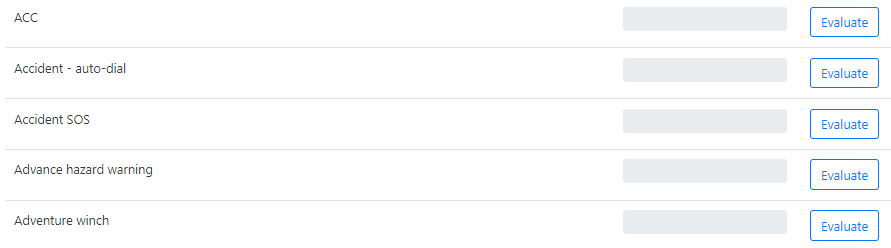 ACC Evaluate
Accident - auto-dial Evaluate
Accident SOS Evaluate
Advance hazard warning Evaluate
Adventure winch Evaluate